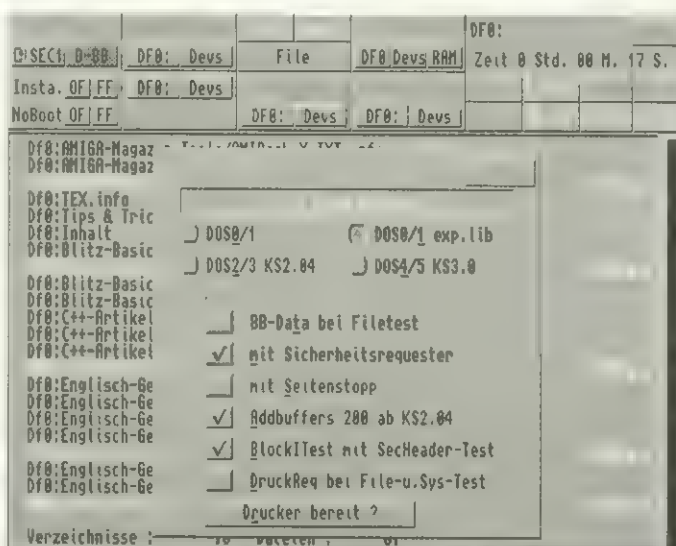 DF0:
SEC1 D-BB DF0: Devs File DF0 Devs RAM Zeit 0 Std. 00 M. 17 S.
Insta. OF FF DF0: Devs
NoBoot OF FF DF0: Devs DF0: Devs
Df0:AMIGA-Magaz
Df0:AMIGA-Magaz
Df0:TEX.info
Df0:Tips & Tric
Df0:Inhalt
Df0:Blitz-Basic
Df0:Blitz-Basic
Df0:Blitz-Basic
Df0:C++-Artikel
Df0:C++-Artikel
Df0:C++-Artikel
Df0:Englisch-Ge
Df0:Englisch-Ge
Df0:Englisch-Ge
Df0:Englisch-Ge
Df0:Englisch-Ge
Df0:Englisch-Ge
DOS0/1 DOS0/1 exp.lib
DOS2/3 KS2.04 DOS4/5 KS3.0
BB-Data bei Filetest
mit Sicherheitsrequester
mit Seitenstopp
Addbuffers 200 ab KS2.04
BlockITest mit SecHeader-Test
DruckReq bei File-u.Sys-Test
Drucker bereit ?
Verzeichnisse :